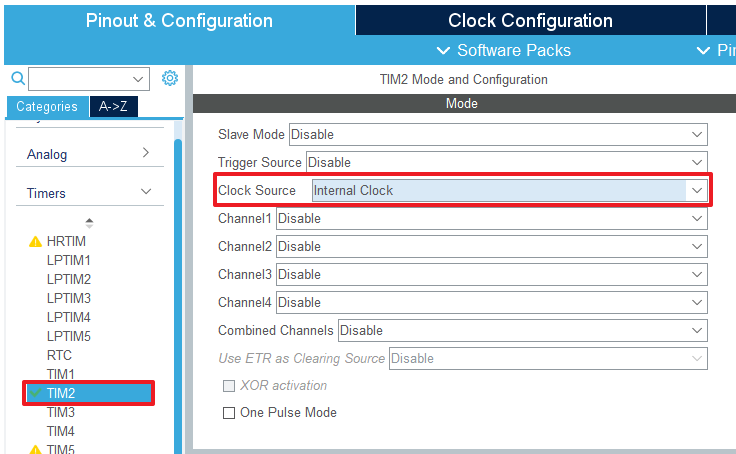 Pinout & Configuration
Clock Configuration
Software Packs
TIM2 Mode and Configuration
Categories
A->Z
Mode
Analog
Timers
HRTIM
LPTIM1
LPTIM2
LPTIM3
LPTIM4
LPTIM5
RTC
TIM1
TIM2
TIM3
TIM4
TIM5
Slave Mode Disable
Trigger Source Disable
Clock Source Internal Clock
Channel1 Disable
Channel2 Disable
Channel3 Disable
Channel4 Disable
Combined Channels Disable
Use ETR as Clearing Source Disable
XOR activation
One Pulse Mode